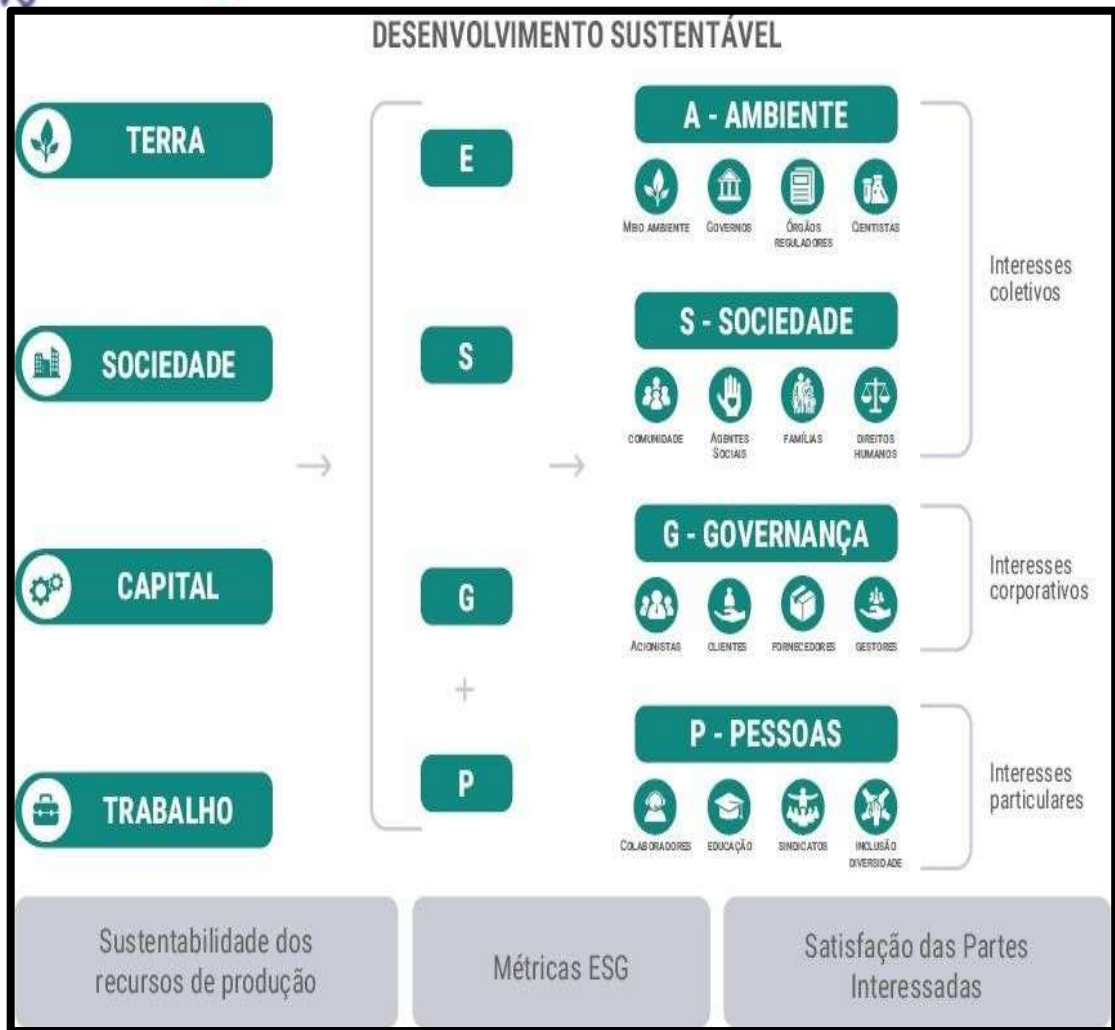 DESENVOLVIMENTO SUSTENTÁVEL
TERRA
SOCIEDADE
CAPITAL
TRABALHO
→
E
S
G
+
P
→
A - AMBIENTE
MEIO AMBIENTE
GOVERNOS
ÓRGÃOS
REGULADORES
CIENTISTAS
S - SOCIEDADE
COMUNIDADE
AGENTES
SOCIAIS
FAMÍLIAS
DIREITOS
HUMANOS
Interesses
coletivos
G - GOVERNANÇA
ACIONISTAS
CLIENTES
FORNECEDORES
GESTORES
Interesses
corporativos
P - PESSOAS
COLABORADORES
EDUCAÇÃO
SINDICATOS
INCLUSÃO
DIVERSIDADE
Interesses
particulares
Sustentabilidade dos
recursos de produção
Métricas ESG
Satisfação das Partes
Interessadas